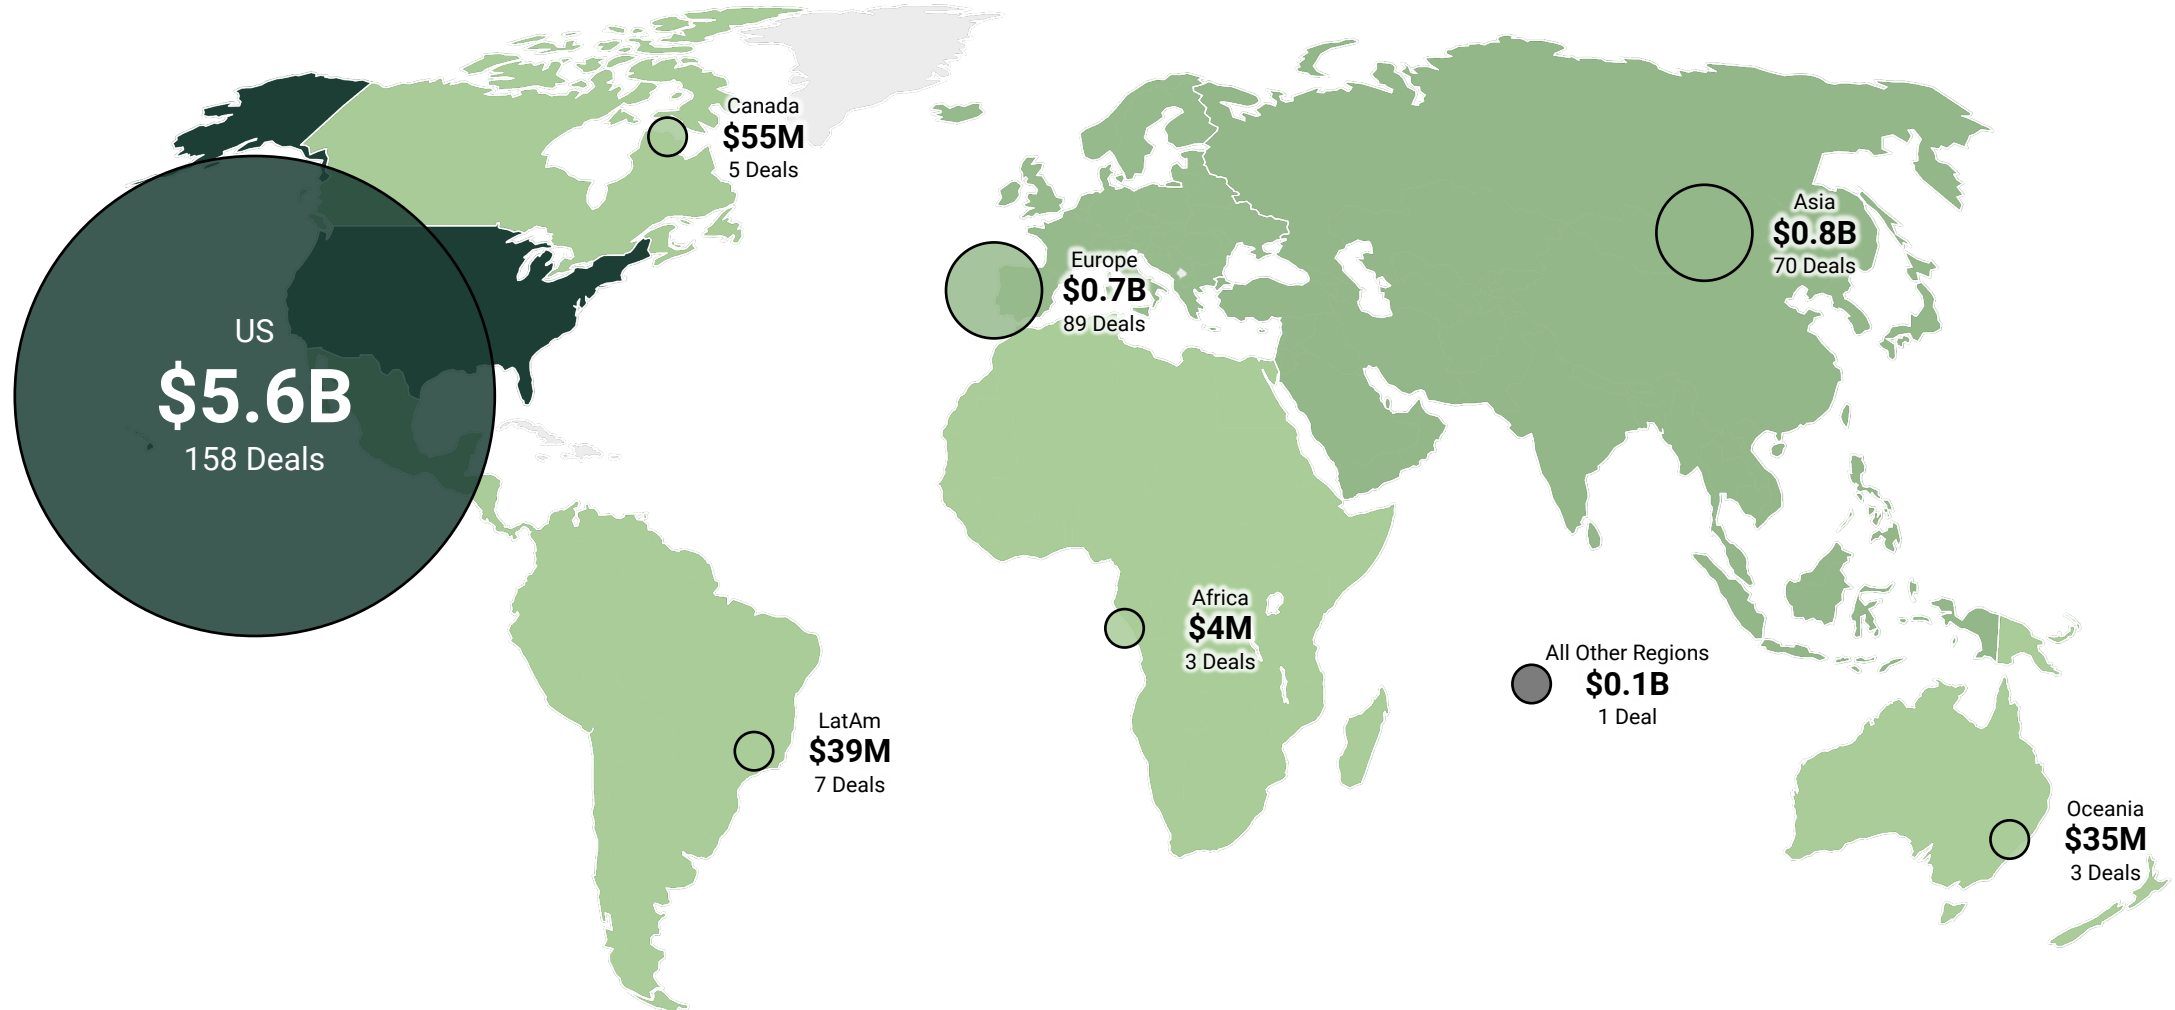 Canada
$55M
5 Deals
Asia
$0.8B
70 Deals
Europe
$0.7B
89 Deals
US
$5.6B
158 Deals
Africa
$4M
3 Deals
All Other Regions
$0.1B
1 Deal
LatAm
$39M
7 Deals
Oceania
$35M
3 Deals